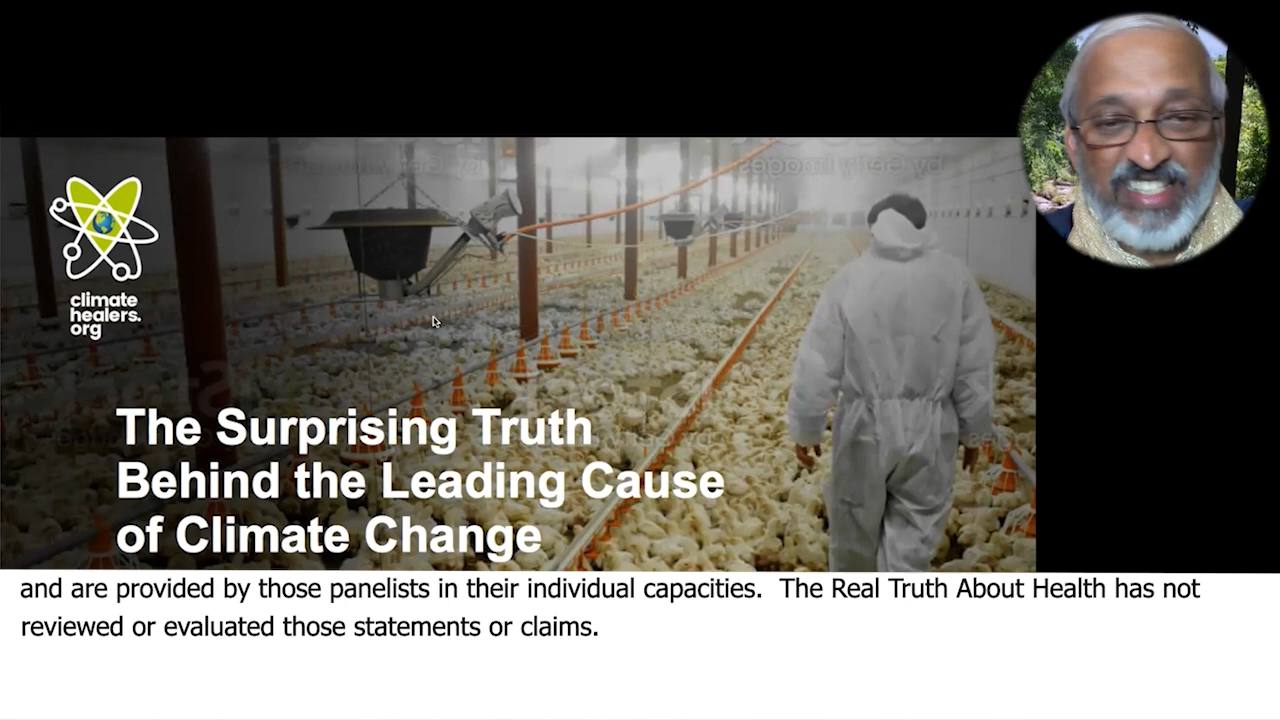 climate
healers.
org
The Surprising Truth
Behind the Leading Cause
of Climate Change
and are provided by those panelists in their individual capacities.  The Real Truth About Health has not
reviewed or evaluated those statements or claims.